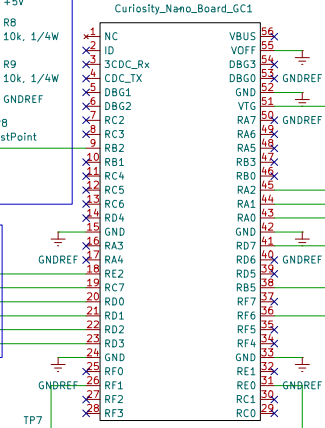 +5V
Curiosity_Nano_Board_GC1
R8
10k, 1/4W
R9
10k, 1/4W
GNDREF
P8
stPoint
1 NC VBUS 56
2 ID VOFF 55
3 3CDC_Rx DBG3 54
4 CDC_TX DBG0 53 GNDREF
5 DBG1 GND 52
6 DBG2 VTG 51
7 RC2 RA7 50 GNDREF
8 RC3 RA6 49
9 RB2 RA5 48
10 RB1 RB3 47
11 RC4 RB0 46
12 RC5 RA2 45
13 RC6 RA1 44
14 RD4 RA0 43
15 GND GND 42
16 RA3 RD7 41
GNDREF 17 RA4 RD6 40 GNDREF
18 RE2 RD5 39
19 RC7 RB5 38
20 RD0 RF7 37
21 RD1 RF6 36
22 RD2 RF5 35
23 RD3 RF4 34
24 GND GND 33
25 RF0 RE1 32
GNDREF 26 RF1 RE0 31 GNDREF
27 RF2 RC1 30
28 RF3 RC0 29
TP7